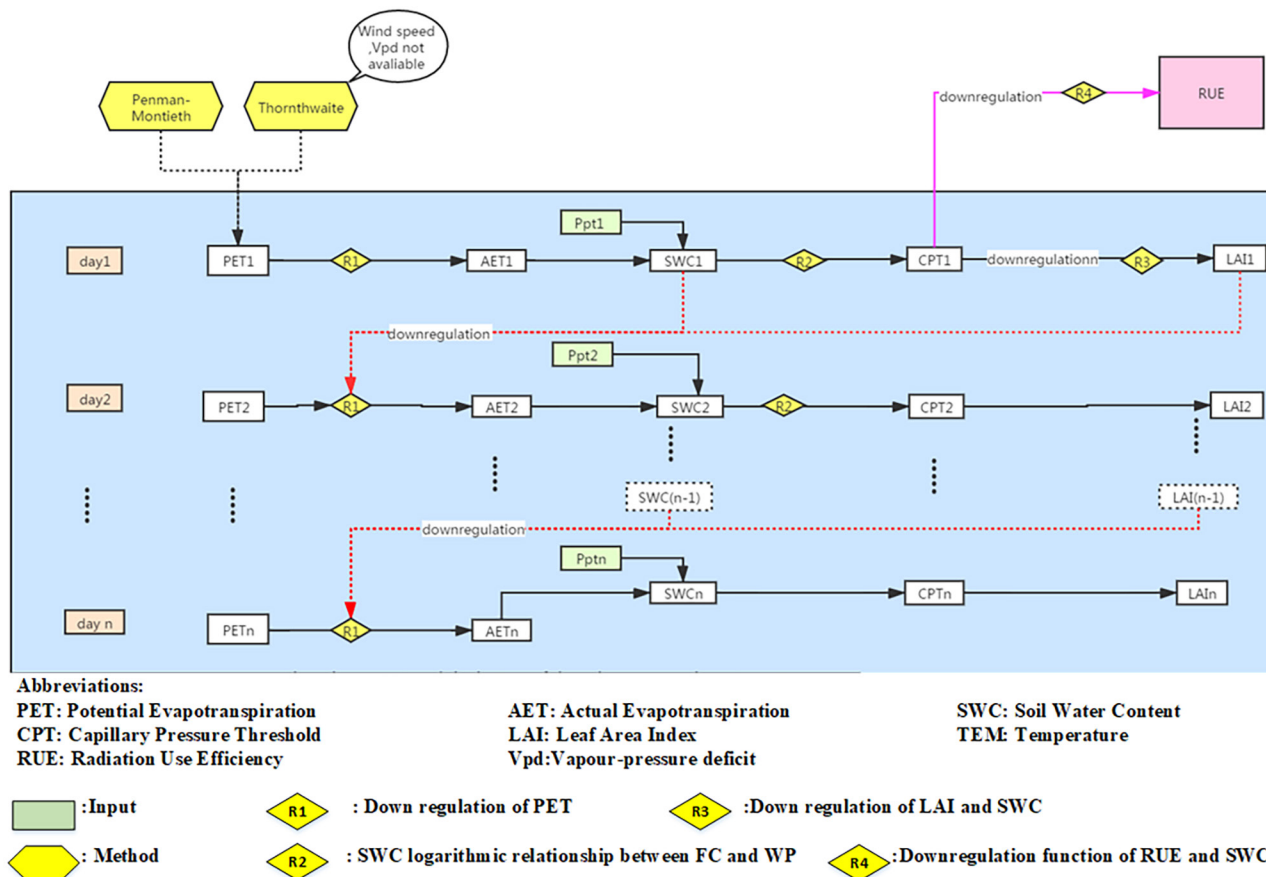 Wind speed
,Vpd not
avaliable
Penman-
Montieth
Thornthwaite
downregulation
R4
RUE
Ppt1
day1
PET1
R1
AET1
SWC1
R2
CPT1
downregulationn
R3
LAI1
downregulation
Ppt2
day2
PET2
R1
AET2
SWC2
R2
CPT2
LAI2
SWC(n-1)
LAI(n-1)
downregulation
Pptn
SWCn
CPTn
LAIn
day n
PETn
R1
AETn
Abbreviations:
PET: Potential Evapotranspiration
AET: Actual Evapotranspiration
SWC: Soil Water Content
CPT: Capillary Pressure Threshold
LAI: Leaf Area Index
TEM: Temperature
RUE: Radiation Use Efficiency
Vpd:Vapour-pressure deficit
:Input
R1
: Down regulation of PET
R3
:Down regulation of LAI and SWC
: Method
R2
: SWC logarithmic relationship between FC and WP
R4
:Downregulation function of RUE and SWC